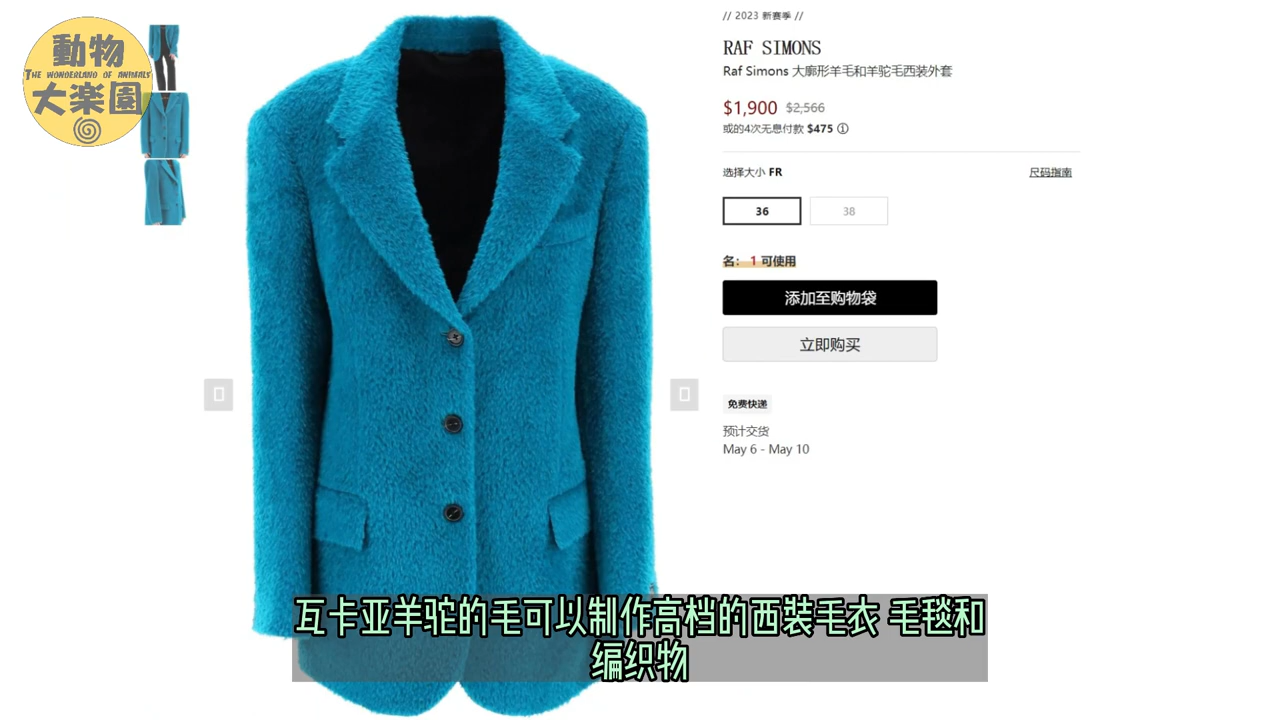 動物
THE WONDERLAND OF ANIMALS
大楽園
// 2023 新赛季 //
RAF SIMONS
Raf Simons 大廓形羊毛和羊驼毛西装外套
$1,900 $2,566
或的4次无息付款 $475
选择大小 FR
尺码指南
36
38
名： 1 可使用
添加至购物袋
立即购买
免费快递
预计交货
May 6 - May 10
瓦卡亚羊驼的毛可以制作高档的西装毛衣 毛毯和
编织物